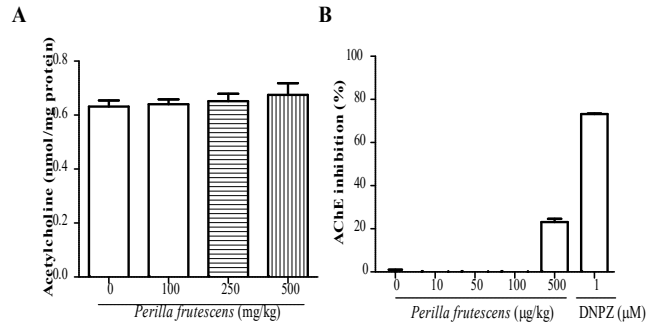 A
Acetylcholine (nmol/mg protein)
0.8
0.6
0.4
0.2
0.0
0 100 250 500
Perilla frutescens (mg/kg)
B
AChE inhibition (%)
100
80
60
40
20
0
0 10 50 100 500 1
Perilla frutescens (μg/kg) DNPZ (μM)